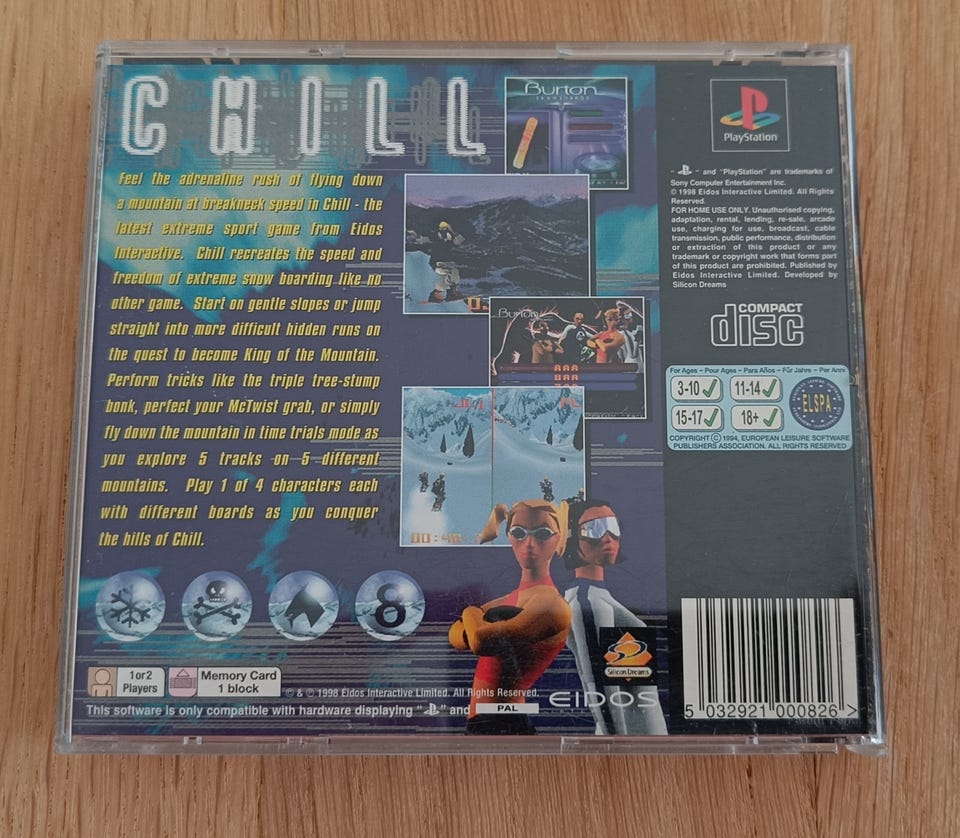 CHILL
Feel the adrenaline rush of flying down
a mountain at breakneck speed in Chill - the
latest extreme sport game from Eidos
Interactive. Chill recreates the speed and
freedom of extreme snow boarding like no
other game. Start on gentle slopes or jump
straight into more difficult hidden runs on
the quest to become King of the Mountain.
Perform tricks like the triple tree-stump
bonk, perfect your McTwist grab, or simply
fly down the mountain in time trials mode as
you explore 5 tracks on 5 different
mountains. Play 1 of 4 characters each
with different boards as you conquer
the hills of Chill.
Burton
SNOWBOARDS
Burton
AAA
BAA
8
1or2
Players
Memory Card
1 block
© & ℗ 1998 Eidos Interactive Limited. All Rights Reserved.
This software is only compatible with hardware displaying " " and PAL
Silicon Dreams
EIDOS
PlayStation
" " and "PlayStation" are trademarks of
Sony Computer Entertainment Inc.
© 1998 Eidos Interactive Limited. All Rights
Reserved.
FOR HOME USE ONLY. Unauthorised copying,
adaptation, rental, lending, re-sale, arcade
use, charging for use, broadcast, cable
transmission, public performance, distribution
or extraction of this product or any
trademark or copyright work that forms part
of this product are prohibited. Published by
Eidos Interactive Limited. Developed by
Silicon Dreams
COMPACT
disc
For Ages - Pour Ages - Para Años - Für Jahre - Per Anni
3-10 11-14
15-17 18+
ELSPA
COPYRIGHT © 1994, EUROPEAN LEISURE SOFTWARE
PUBLISHERS ASSOCIATION. ALL RIGHTS RESERVED
5 032921 000826 >